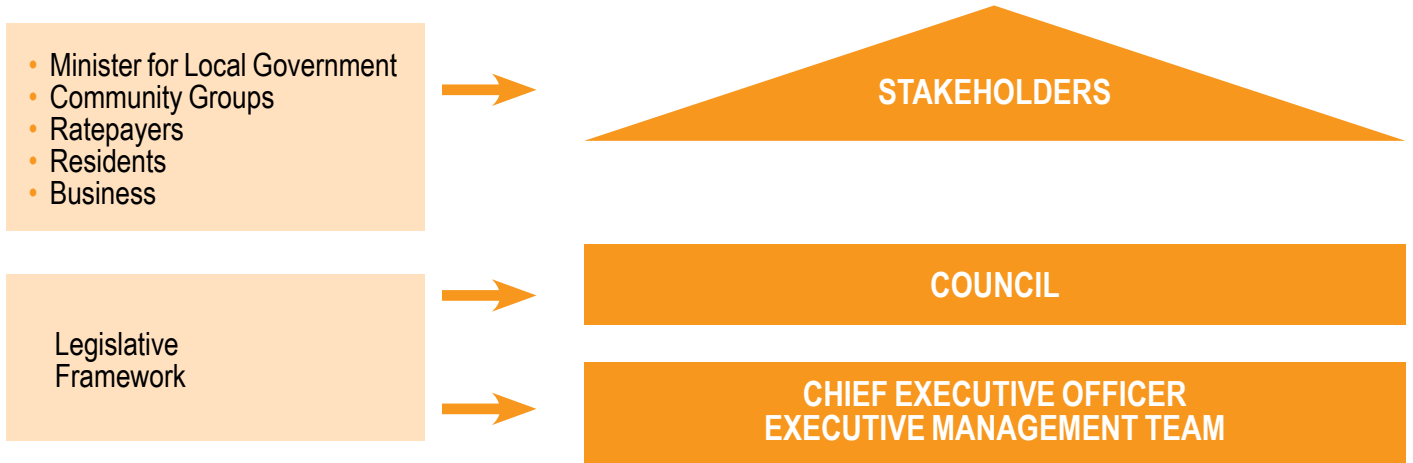 • Minister for Local Government
• Community Groups
• Ratepayers
• Residents
• Business
STAKEHOLDERS
Legislative
Framework
COUNCIL
CHIEF EXECUTIVE OFFICER
EXECUTIVE MANAGEMENT TEAM